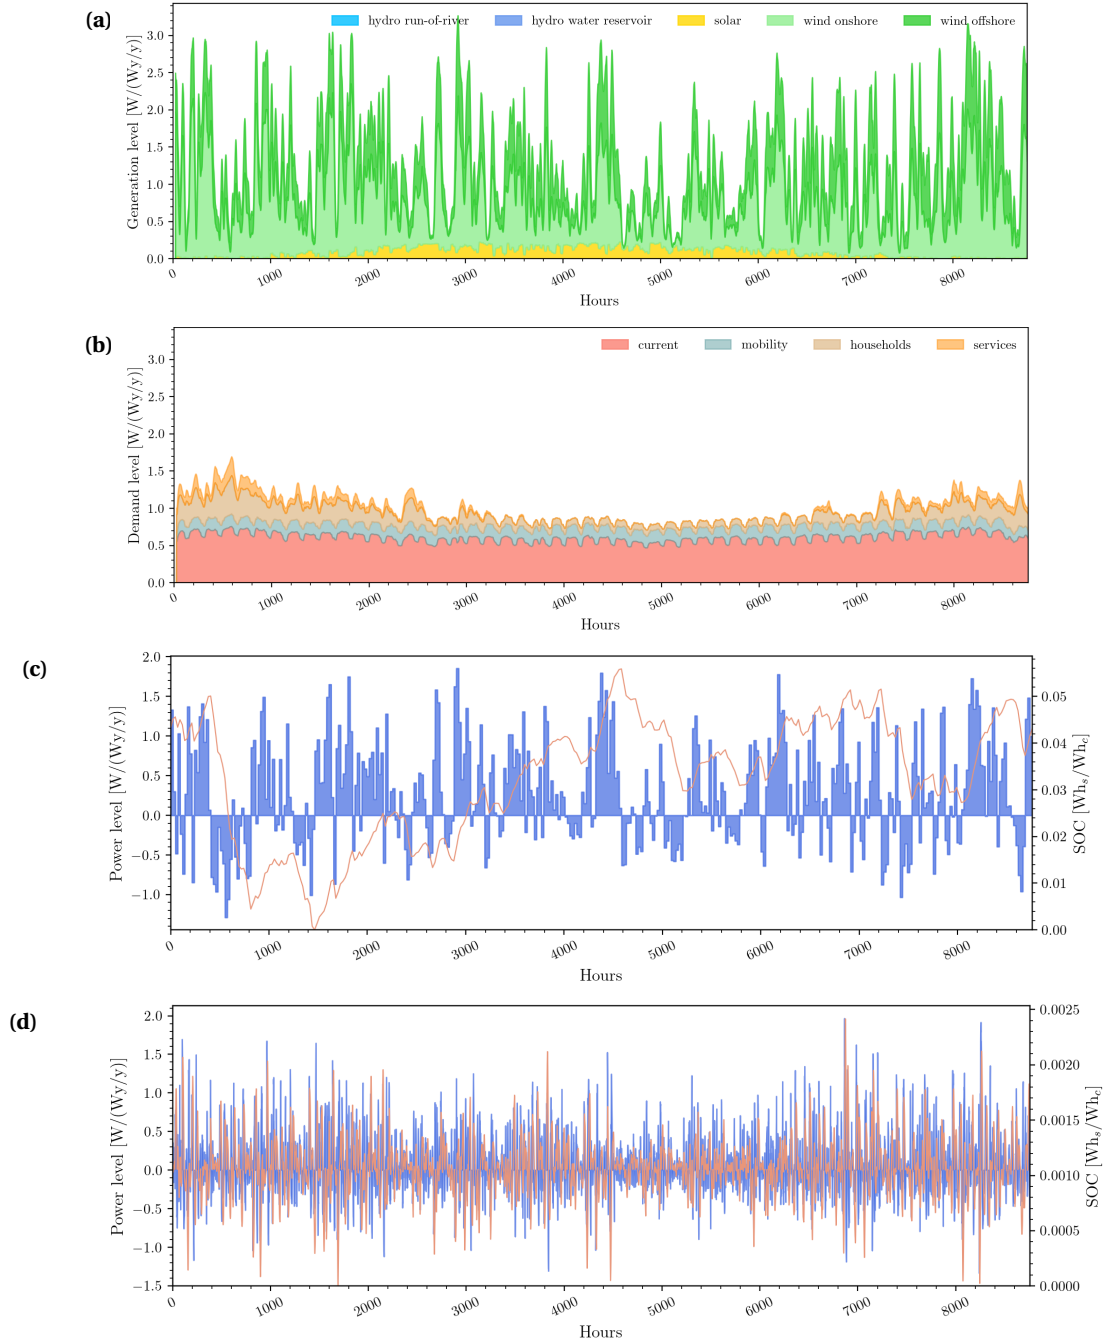 (a)
hydro run-of-river hydro water reservoir solar wind onshore wind offshore
Generation level [W/(Wy/y)]
3.0
2.5
2.0
1.5
1.0
0.5
0.0
0 1000 2000 3000 4000 5000 6000 7000 8000
Hours
(b)
current mobility households services
Demand level [W/(Wy/y)]
3.0
2.5
2.0
1.5
1.0
0.5
0.0
0 1000 2000 3000 4000 5000 6000 7000 8000
Hours
(c)
Power level [W/(Wy/y)]
2.0
1.5
1.0
0.5
0.0
−0.5
−1.0
0.05
0.04
0.03
0.02
0.01
0.00
SOC [Wh_s/Wh_c]
0 1000 2000 3000 4000 5000 6000 7000 8000
Hours
(d)
Power level [W/(Wy/y)]
2.0
1.5
1.0
0.5
0.0
−0.5
−1.0
−1.5
0.0025
0.0020
0.0015
0.0010
0.0005
0.0000
SOC [Wh_s/Wh_c]
0 1000 2000 3000 4000 5000 6000 7000 8000
Hours